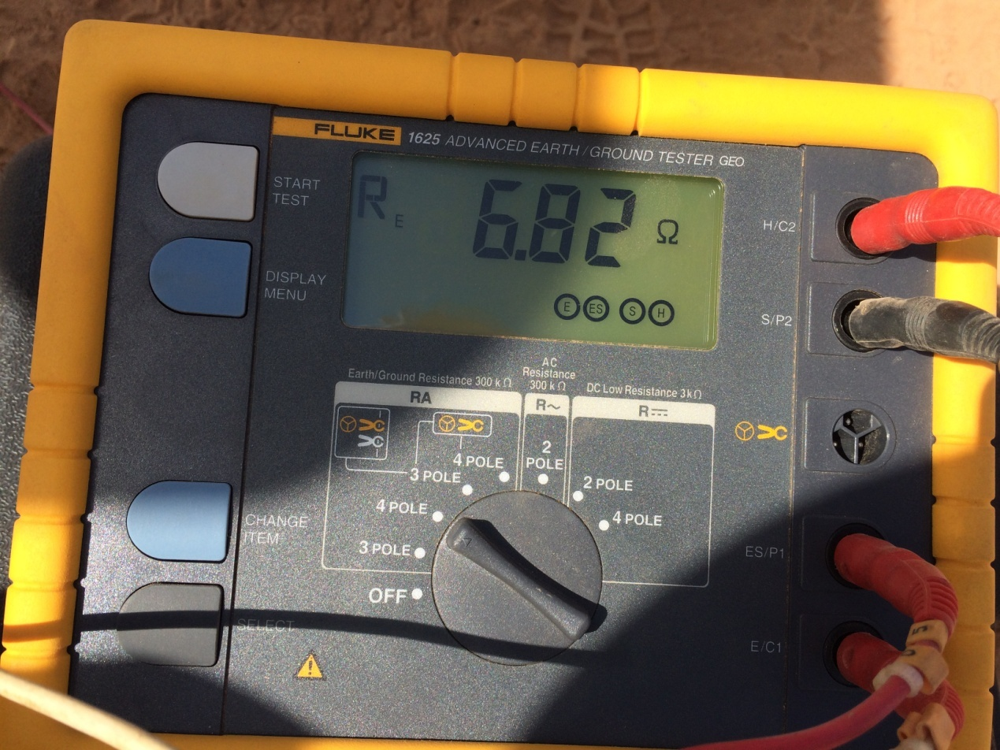 FLUKE 1625 ADVANCED EARTH / GROUND TESTER GEO
START
TEST
RE 6.82 Ω
E ES S H
DISPLAY
MENU
H/C2
S/P2
Earth/Ground Resistance 300 kΩ
AC
Resistance
300 kΩ
DC Low Resistance 3kΩ
RA
R~
R⎓
4 POLE
3 POLE
2
POLE
2 POLE
4 POLE
4 POLE
3 POLE
OFF
CHANGE
ITEM
SELECT
ES/P1
E/C1
5